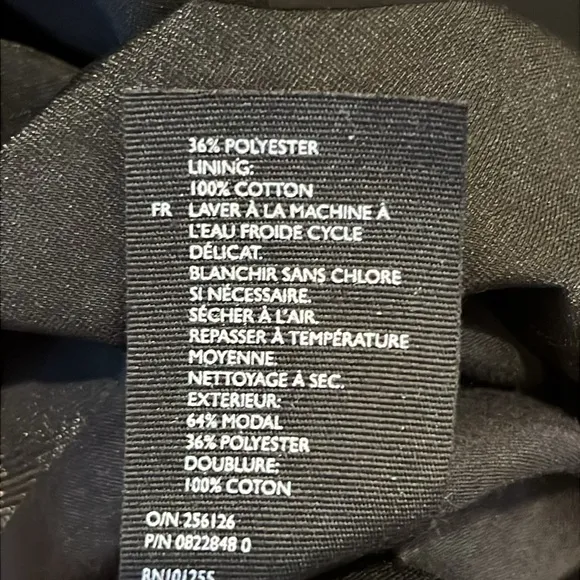 36% POLYESTER
LINING:
100% COTTON
FR LAVER À LA MACHINE À
L'EAU FROIDE CYCLE
DÉLICAT.
BLANCHIR SANS CHLORE
SI NÉCESSAIRE.
SÉCHER À L'AIR.
REPASSER À TEMPÉRATURE
MOYENNE.
NETTOYAGE À SEC.
EXTERIEUR:
64% MODAL
36% POLYESTER
DOUBLURE:
100% COTON
O/N 256126
P/N 0822848 0
RN101255